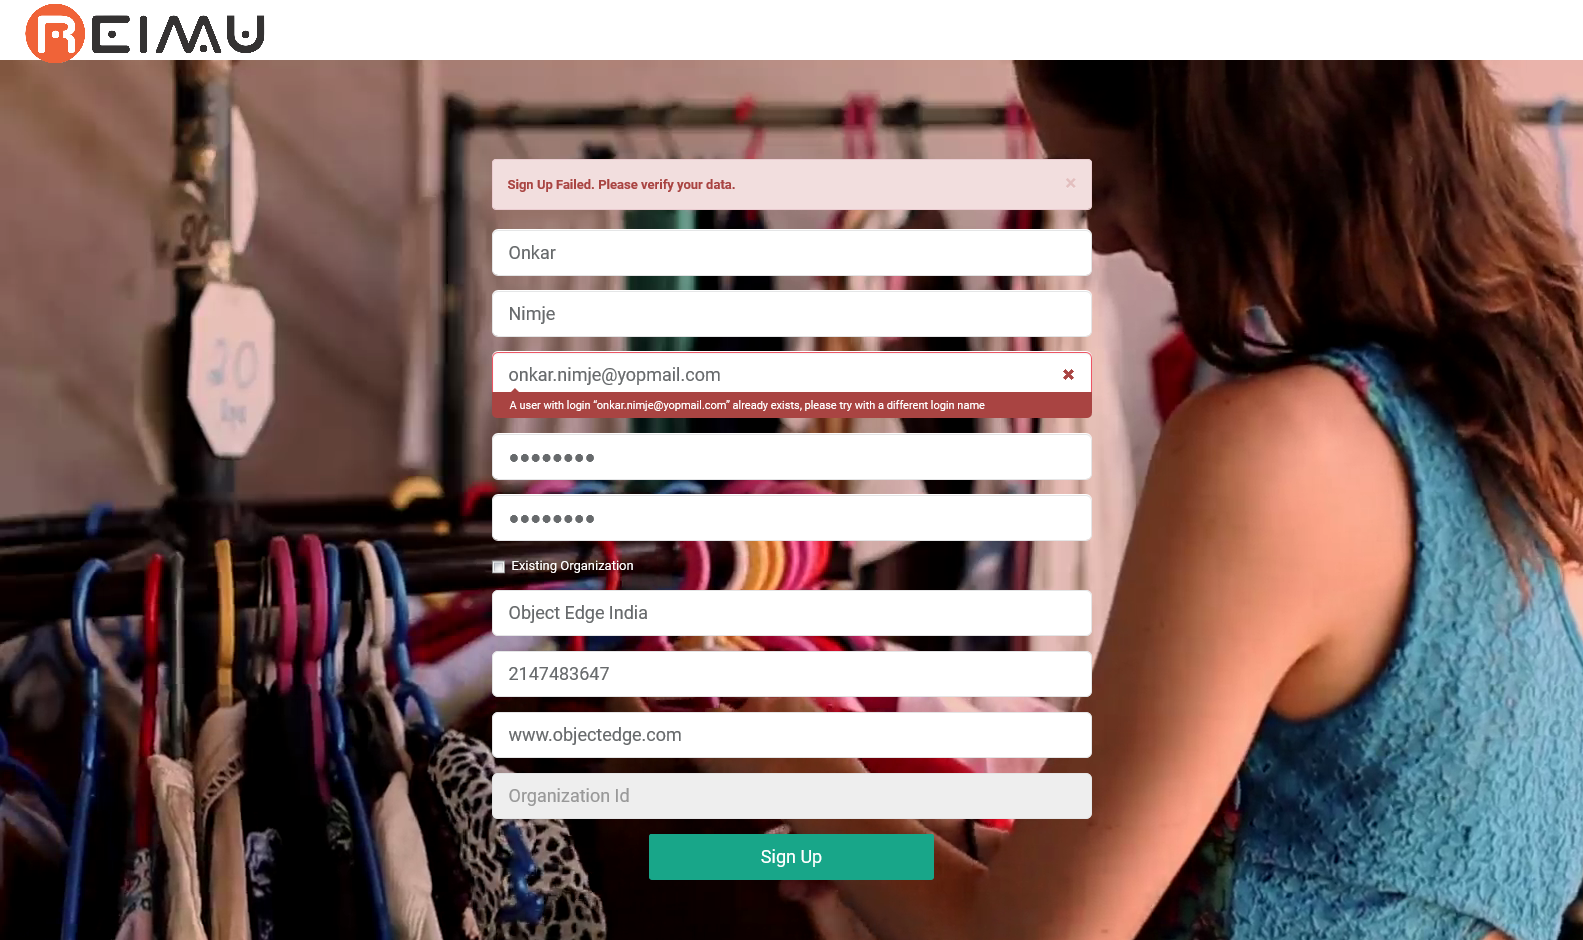 REIMU
Sign Up Failed. Please verify your data.
×
Onkar
Nimje
onkar.nimje@yopmail.com
A user with login “onkar.nimje@yopmail.com” already exists, please try with a different login name
••••••••
••••••••
Existing Organization
Object Edge India
2147483647
www.objectedge.com
Organization Id
Sign Up
20